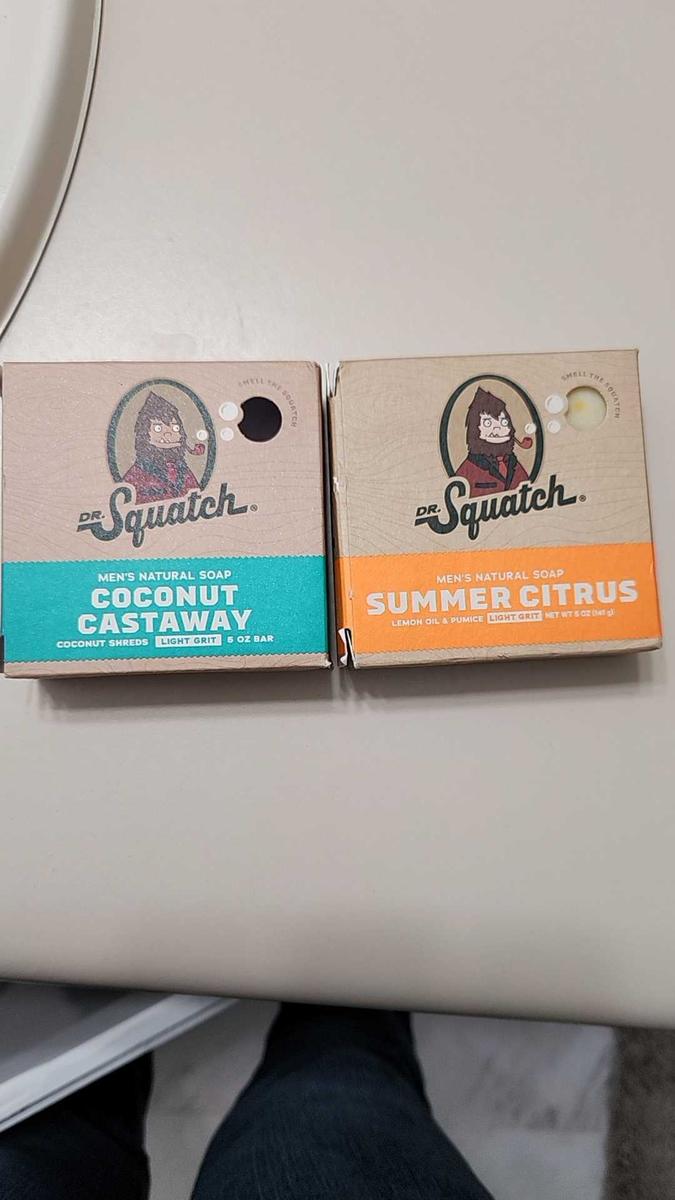 SMELL THE SQUATCH
DR. Squatch®
MEN'S NATURAL SOAP
COCONUT
CASTAWAY
COCONUT SHREDS LIGHT GRIT 5 OZ BAR
SMELL THE SQUATCH
DR. Squatch®
MEN'S NATURAL SOAP
SUMMER CITRUS
LEMON OIL & PUMICE LIGHT GRIT NET WT 5 OZ (141 g)